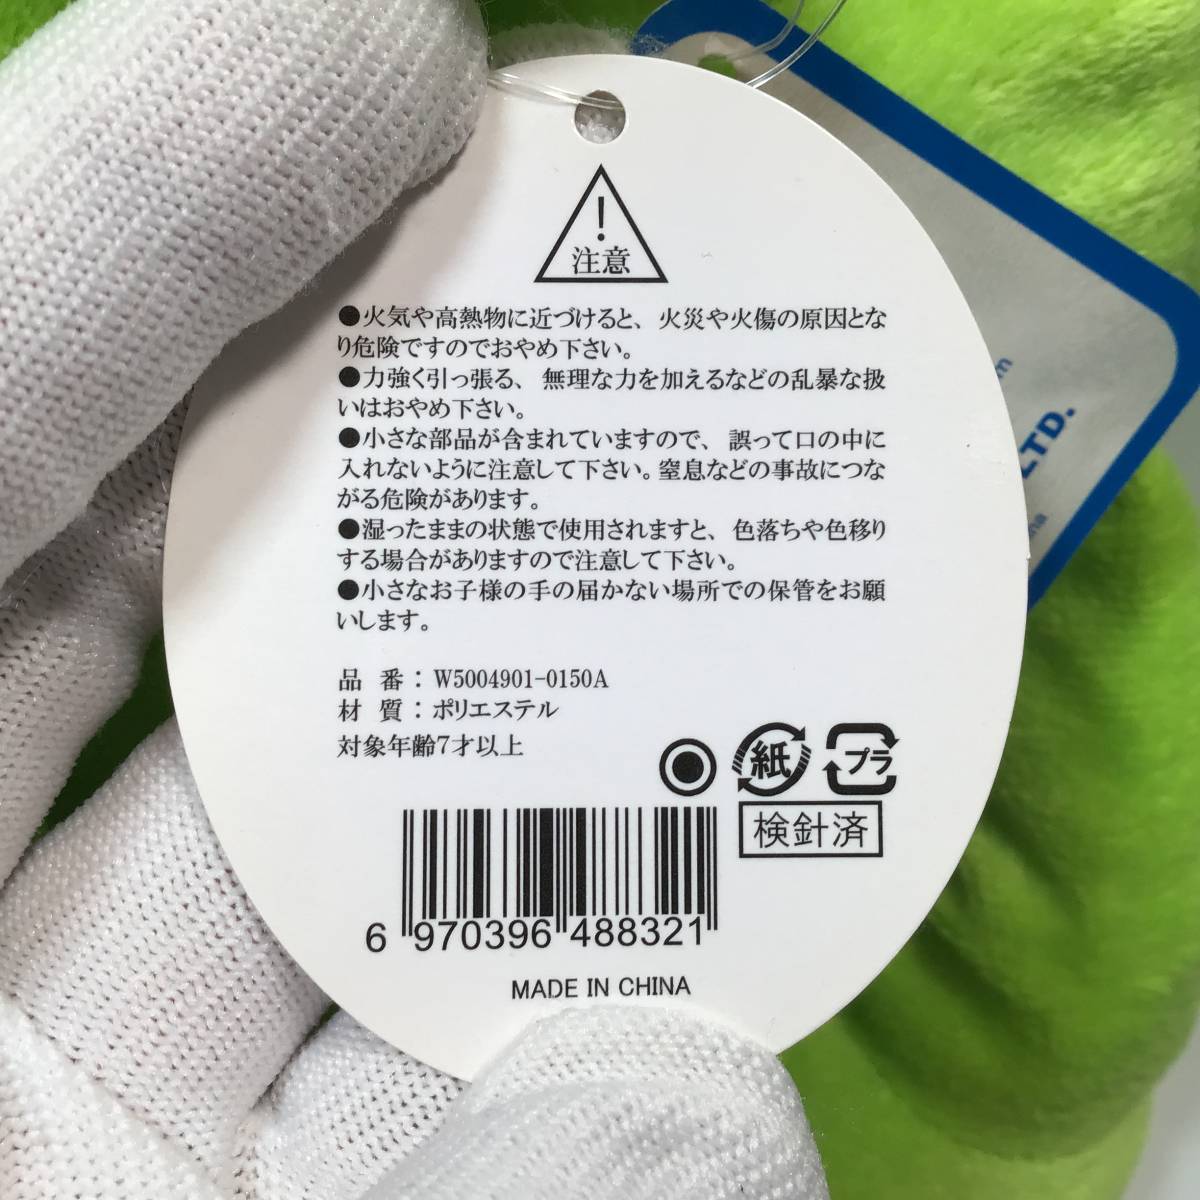 !
注意
●火気や高熱物に近づけると、火災や火傷の原因とな
り危険ですのでおやめ下さい。
●力強く引っ張る、無理な力を加えるなどの乱暴な扱
いはおやめ下さい。
●小さな部品が含まれていますので、誤って口の中に
入れないように注意して下さい。窒息などの事故につな
がる危険があります。
●湿ったままの状態で使用されますと、色落ちや色移り
する場合がありますので注意して下さい。
●小さなお子様の手の届かない場所での保管をお願
いします。
品 番：W5004901-0150A
材 質：ポリエステル
対象年齢7才以上
紙
プラ
検針済
6 970396 488321
MADE IN CHINA
LTD.